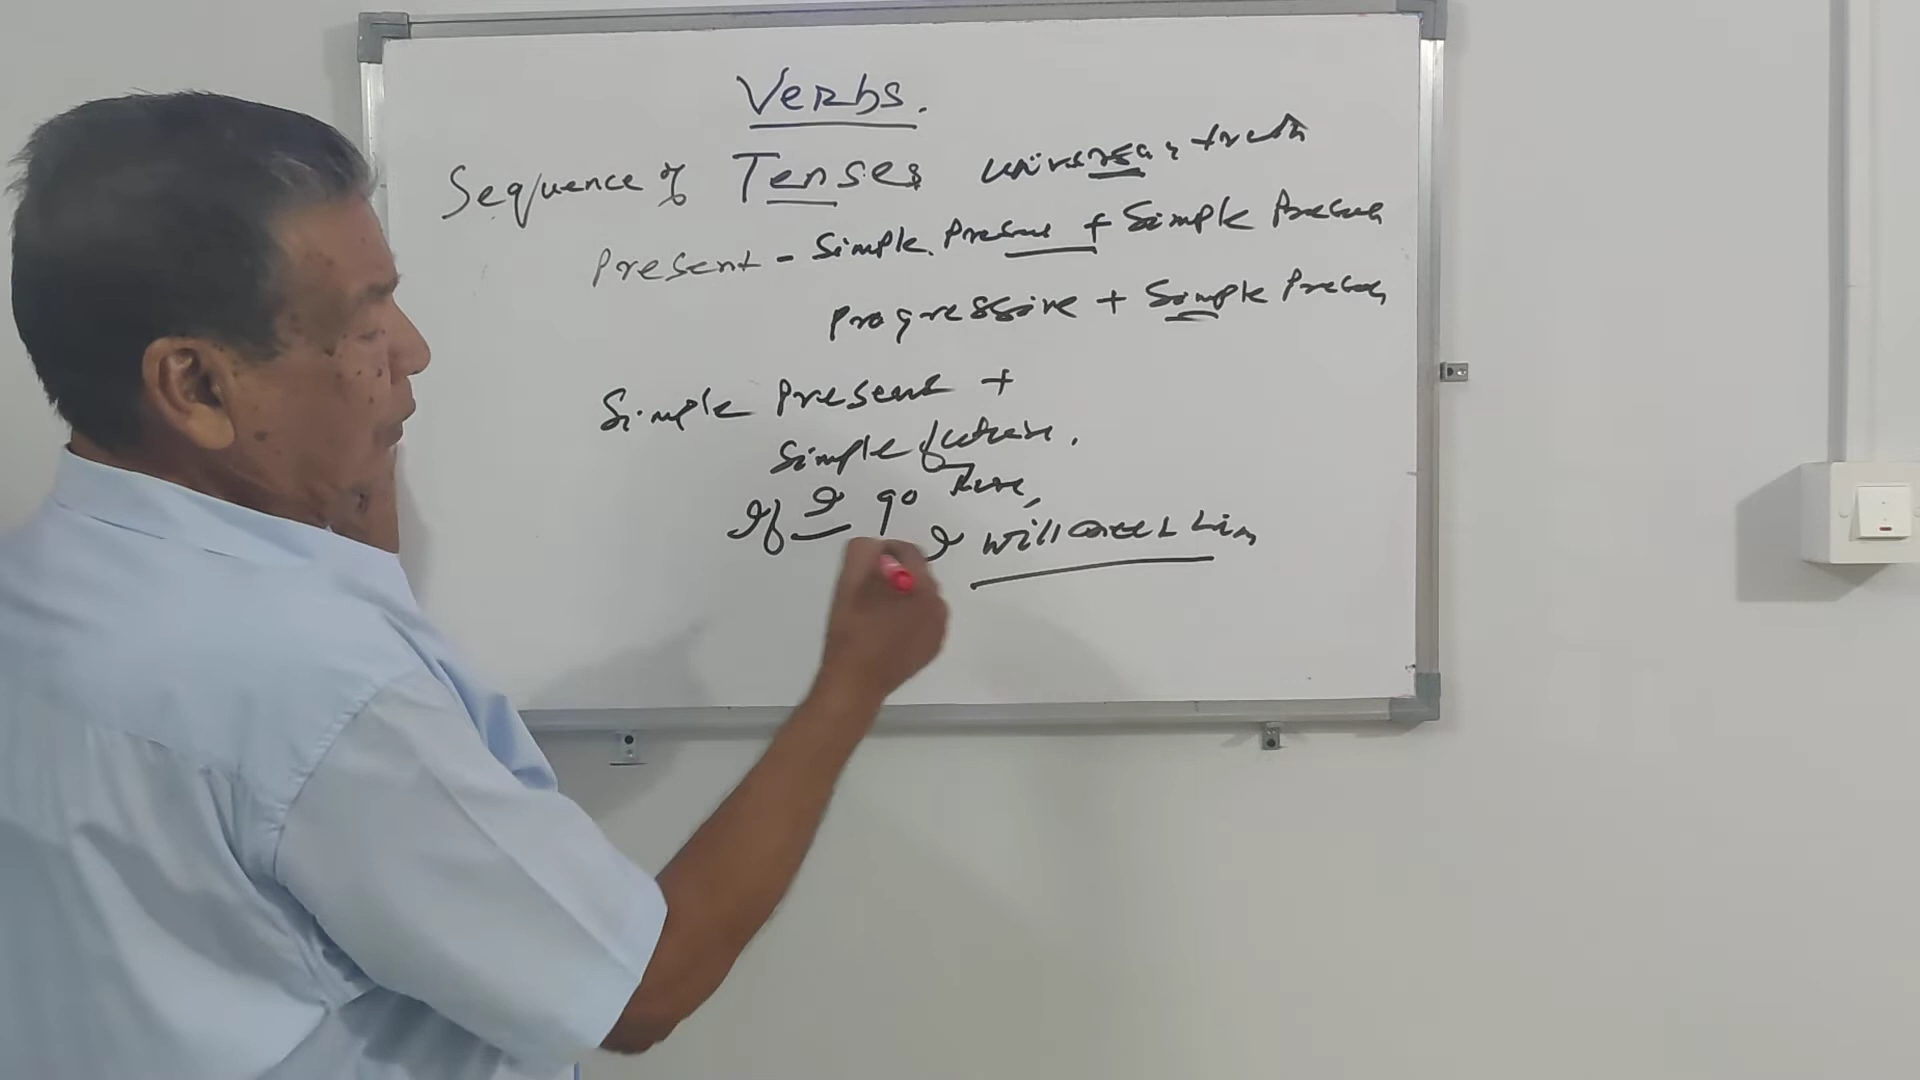 Verbs.
Sequence of Tenses universal truth
Present - Simple Present + Simple Present
Progressive + Simple Present
Simple Present +
Simple future.
If I go there,
I will meet him